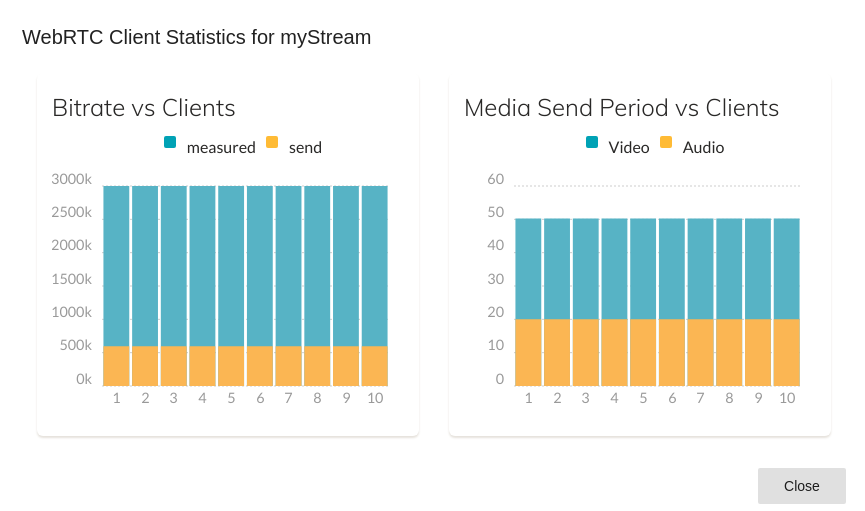 WebRTC Client Statistics for myStream
Bitrate vs Clients
measured send
3000k
2500k
2000k
1500k
1000k
500k
0k
1 2 3 4 5 6 7 8 9 10
Media Send Period vs Clients
Video Audio
60
50
40
30
20
10
0
1 2 3 4 5 6 7 8 9 10
Close